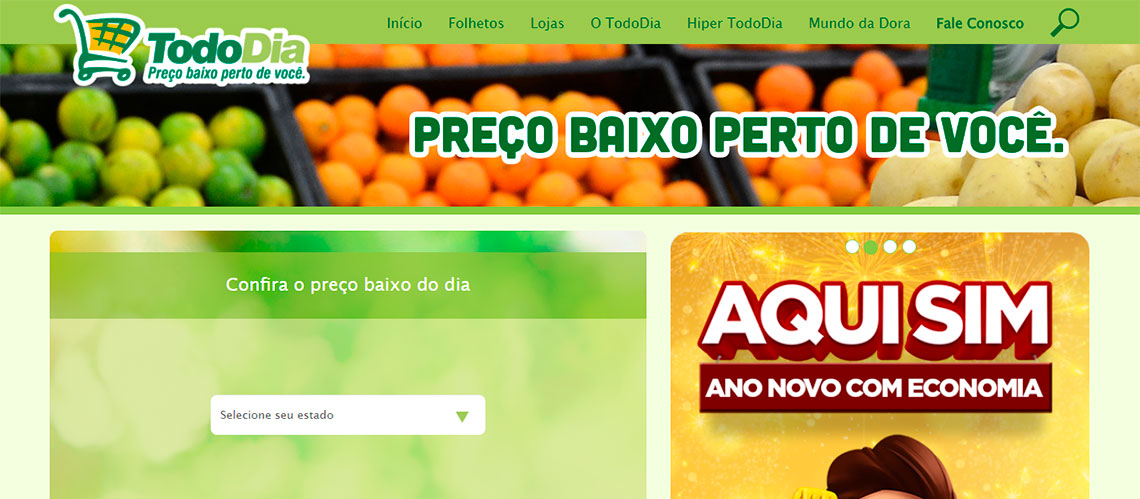 Início Folhetos Lojas O TodoDia Hiper TodoDia Mundo da Dora Fale Conosco
TodoDia
Preço baixo perto de você.
PREÇO BAIXO PERTO DE VOCÊ.
Confira o preço baixo do dia
Selecione seu estado
AQUI SIM
ANO NOVO COM ECONOMIA